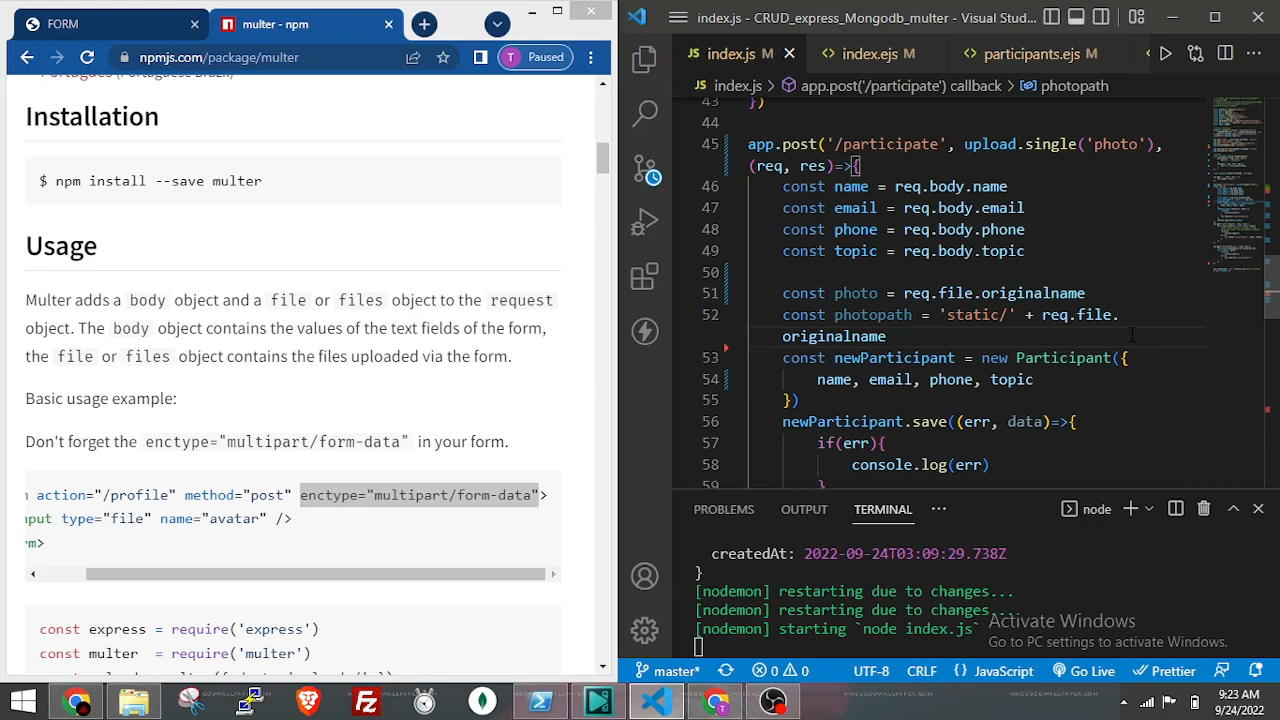 FORM
multer - npm
npmjs.com/package/multer
T
Paused
Portugues (Portuguese Brazil)
Installation
$ npm install --save multer
Usage
Multer adds a body object and a file or files object to the request
object. The body object contains the values of the text fields of the form,
the file or files object contains the files uploaded via the form.
Basic usage example:
Don't forget the enctype="multipart/form-data" in your form.
action="/profile" method="post" enctype="multipart/form-data">
nput type="file" name="avatar" />
rm>
const express = require('express')
const multer = require('multer')
index.js - CRUD_express_Mongodb_multer - Visual Stud...
JS index.js M
index.ejs M
participants.ejs M
JS index.js > app.post('/participate') callback > photopath
43 })
44
45 app.post('/participate', upload.single('photo'),
(req, res)=>{
46 const name = req.body.name
47 const email = req.body.email
48 const phone = req.body.phone
49 const topic = req.body.topic
50
51 const photo = req.file.originalname
52 const photopath = 'static/' + req.file.
originalname
53 const newParticipant = new Participant({
54 name, email, phone, topic
55 })
56 newParticipant.save((err, data)=>{
57 if(err){
58 console.log(err)
59 }
PROBLEMS
OUTPUT
TERMINAL
node
createdAt: 2022-09-24T03:09:29.738Z
}
[nodemon] restarting due to changes...
[nodemon] restarting due to changes...
[nodemon] starting `node index.js`
Activate Windows
Go to PC settings to activate Windows.
master*
0 0
UTF-8
CRLF
{} JavaScript
Go Live
Prettier
9:23 AM
9/24/2022